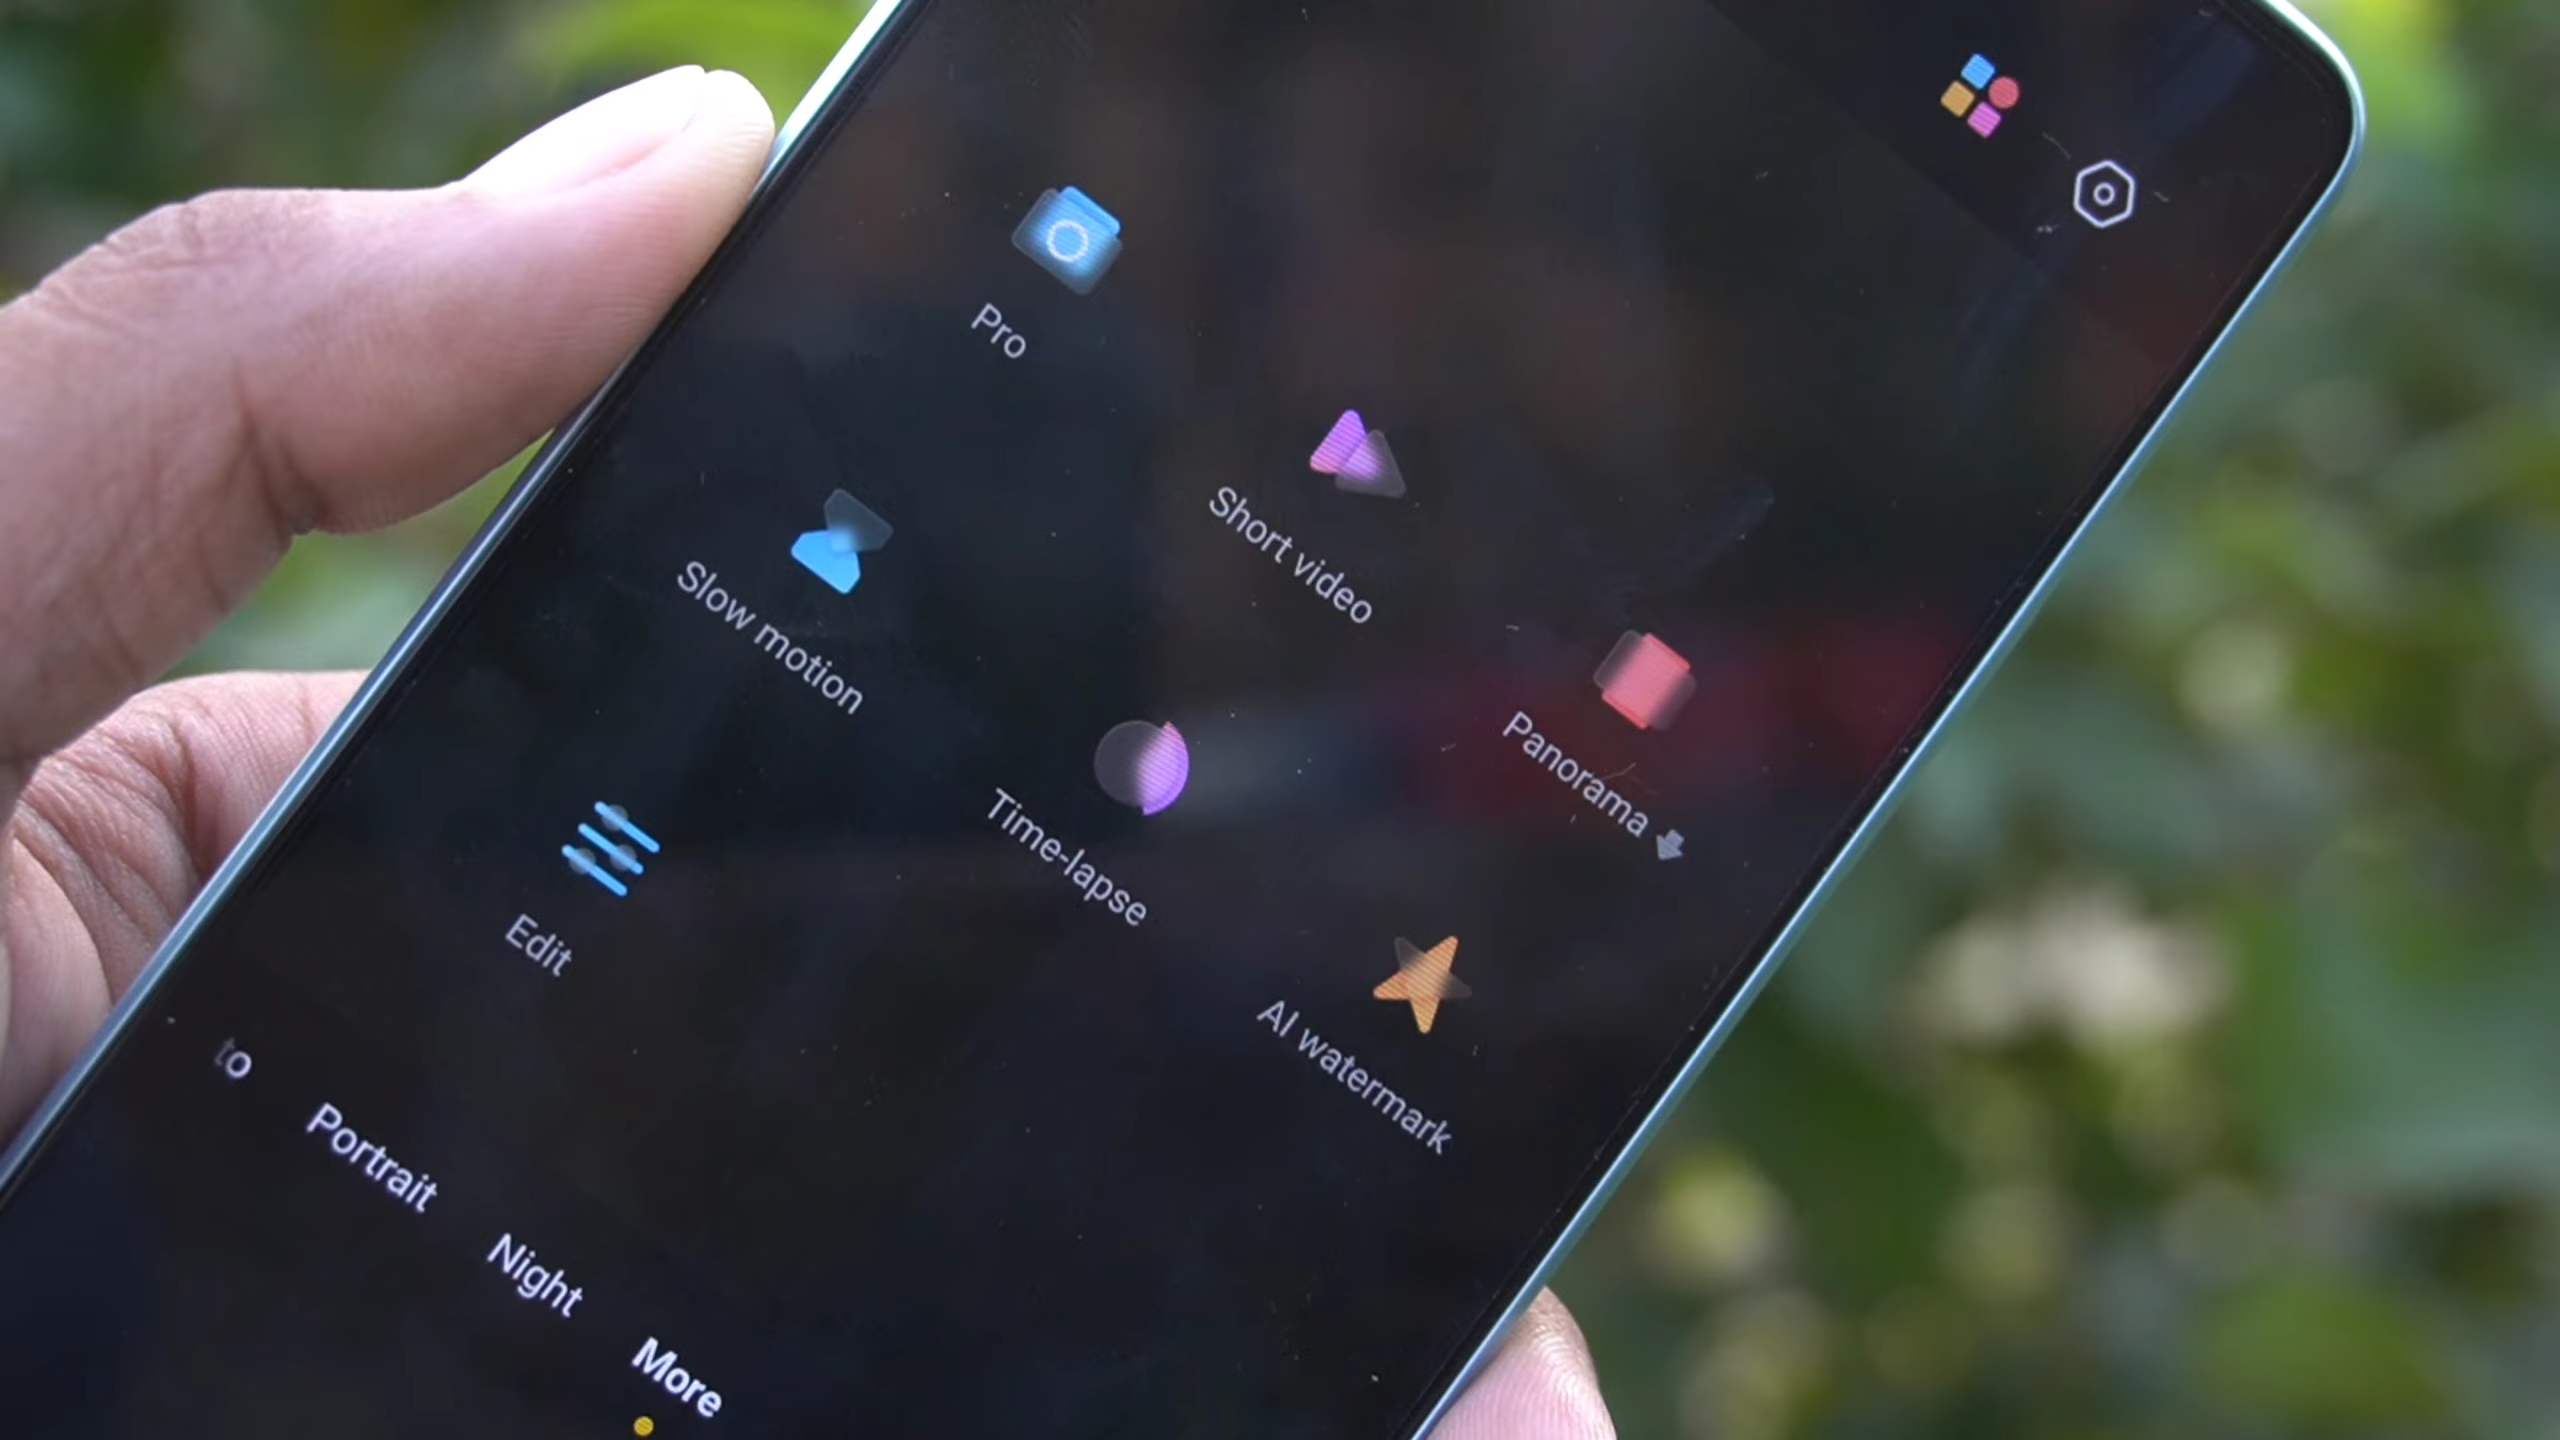 Pro
Short video
Panorama
Slow motion
Time-lapse
AI watermark
Edit
to
Portrait
Night
More